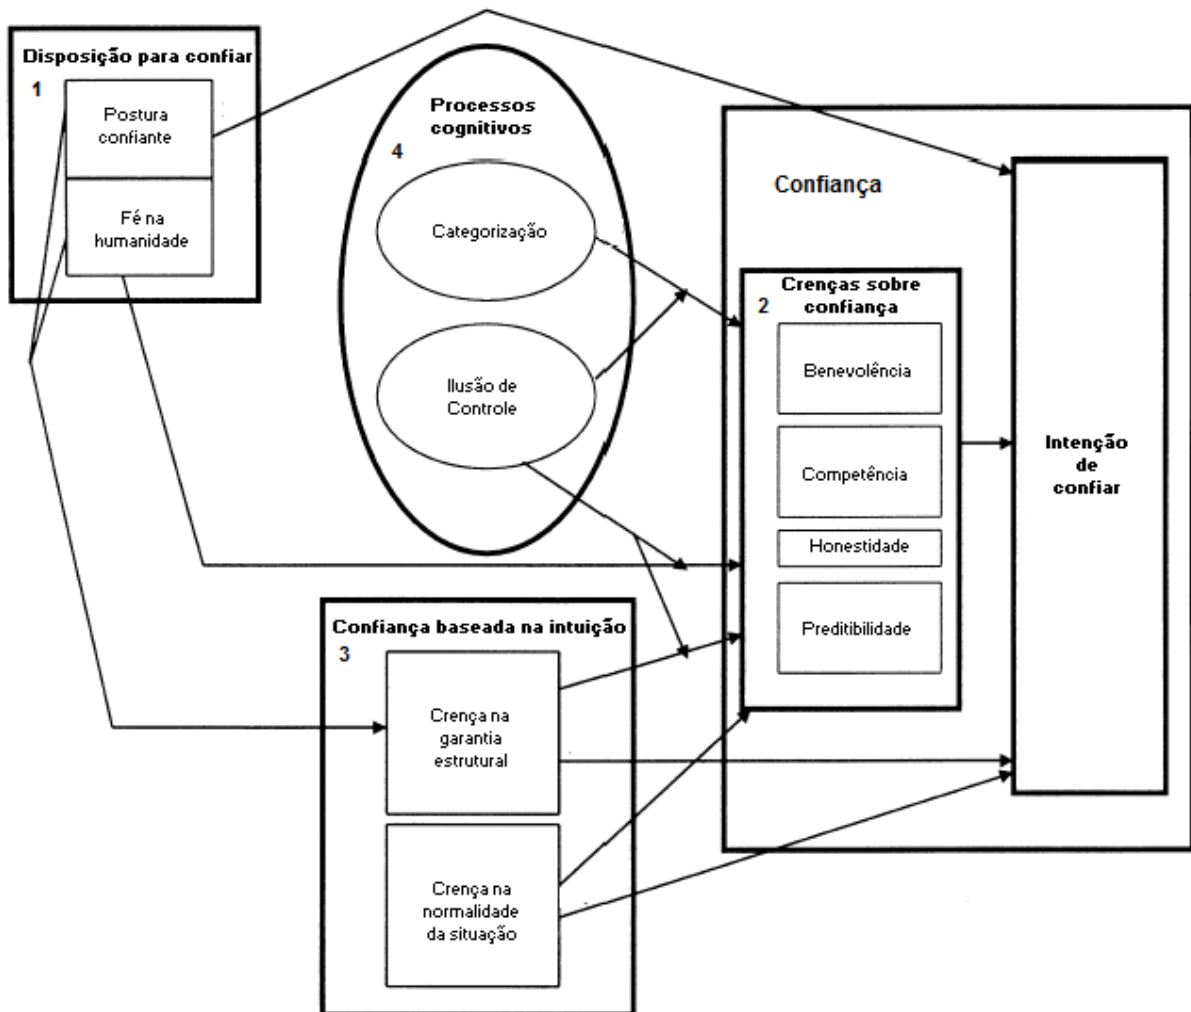 Disposição para confiar
1
Postura
confiante
Fé na
humanidade
Processos
cognitivos
4
Categorização
Ilusão de
Controle
Confiança
Crenças sobre
confiança
2
Benevolência
Competência
Honestidade
Preditibilidade
Intenção
de
confiar
Confiança baseada na intuição
3
Crença na
garantia
estrutural
Crença na
normalidade
da situação